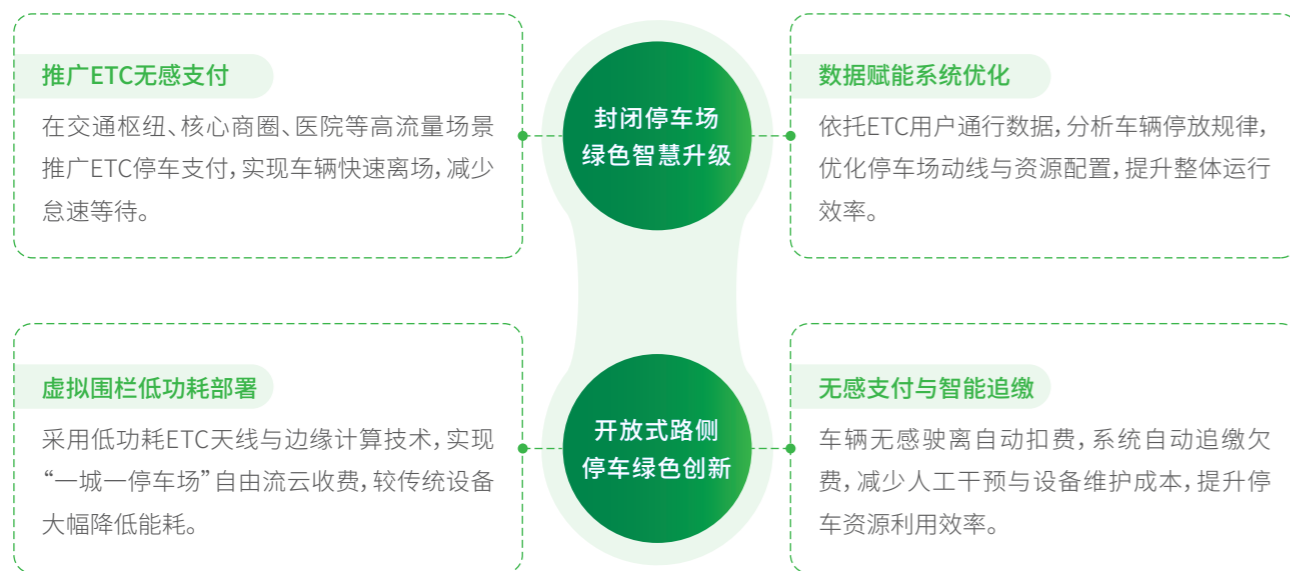 推广ETC无感支付
在交通枢纽、核心商圈、医院等高流量场景
推广ETC停车支付,实现车辆快速离场,减少
怠速等待。
封闭停车场
绿色智慧升级
数据赋能系统优化
依托ETC用户通行数据,分析车辆停放规律,
优化停车场动线与资源配置,提升整体运行
效率。
虚拟围栏低功耗部署
采用低功耗ETC天线与边缘计算技术,实现
“一城一停车场”自由流云收费,较传统设备
大幅降低能耗。
开放式路侧
停车绿色创新
无感支付与智能追缴
车辆无感驶离自动扣费,系统自动追缴欠
费,减少人工干预与设备维护成本,提升停
车资源利用效率。